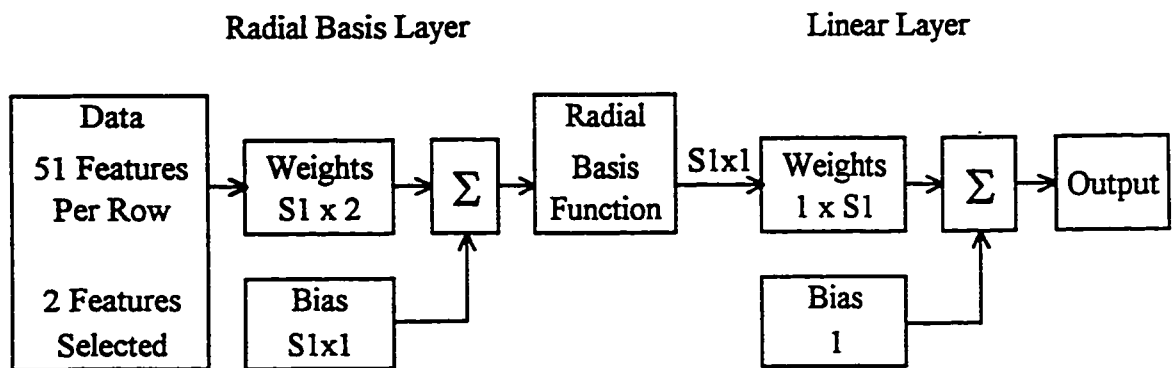 Radial Basis Layer
Linear Layer
Data
51 Features
Per Row
2 Features
Selected
Weights
S1 x 2
Bias
S1x1
Σ
Radial
Basis
Function
S1x1
Weights
1 x S1
Bias
1
Σ
Output